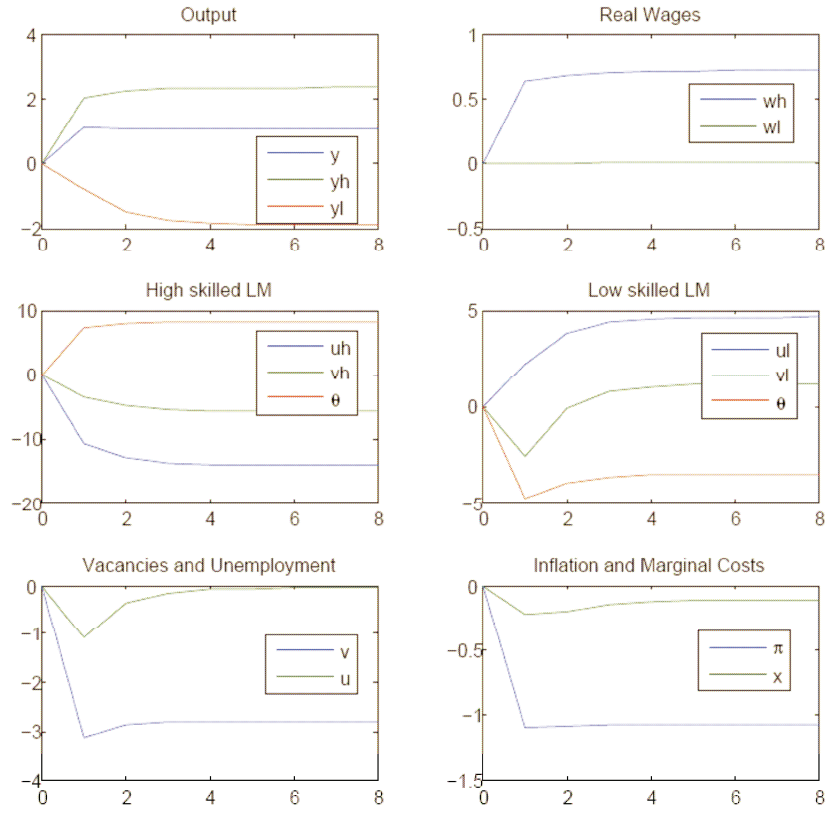 Output
4
2
0
−2
0 2 4 6 8
y
yh
yl
Real Wages
1
0.5
0
−0.5
0 2 4 6 8
wh
wl
High skilled LM
10
0
−10
−20
0 2 4 6 8
uh
vh
θ
Low skilled LM
5
0
−5
0 2 4 6 8
ul
vl
θ
Vacancies and Unemployment
0
−1
−2
−3
−4
0 2 4 6 8
v
u
Inflation and Marginal Costs
0
−0.5
−1
−1.5
0 2 4 6 8
π
x